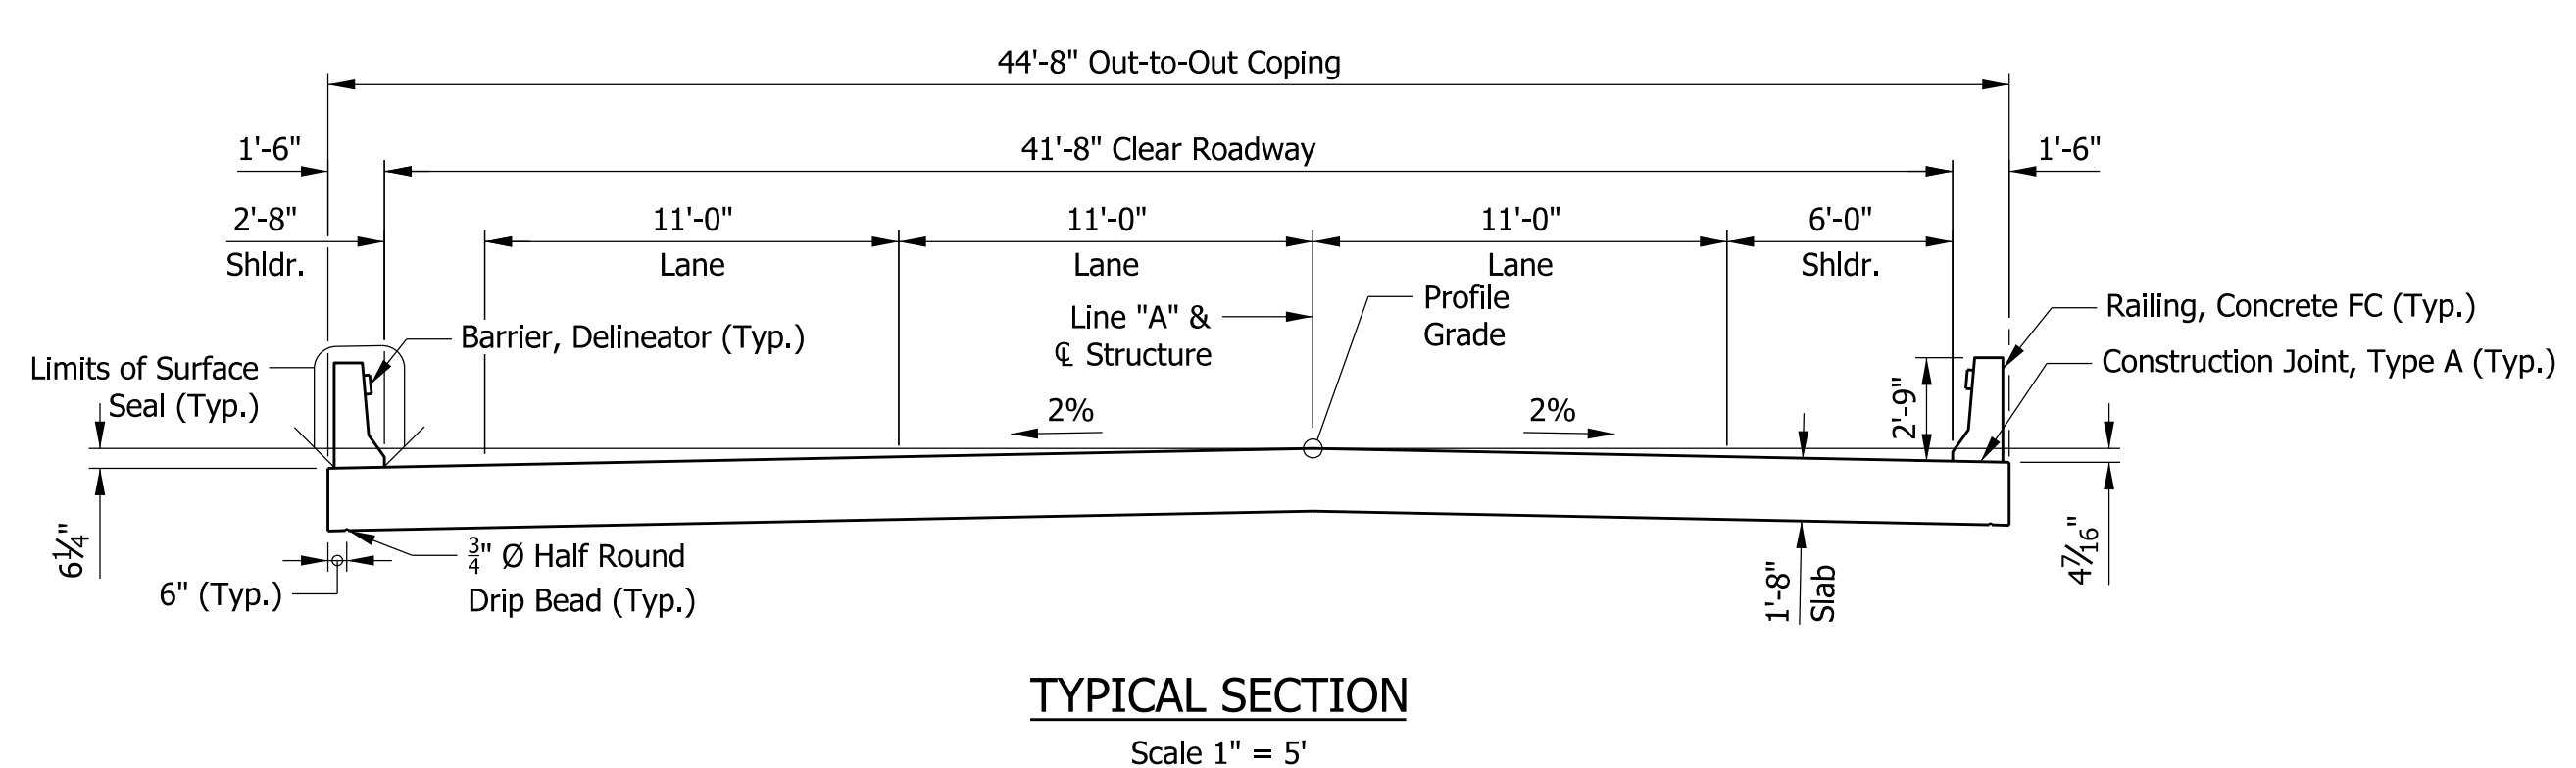 44'-8" Out-to-Out Coping
1'-6"
41'-8" Clear Roadway
1'-6"
2'-8"
Shldr.
11'-0"
Lane
11'-0"
Lane
11'-0"
Lane
6'-0"
Shldr.
Line "A" &
℄ Structure
Profile
Grade
Railing, Concrete FC (Typ.)
Barrier, Delineator (Typ.)
Limits of Surface
Seal (Typ.)
Construction Joint, Type A (Typ.)
2%
2%
2'-9"
6¼"
4 7/16"
1'-8"
Slab
¾" Ø Half Round
Drip Bead (Typ.)
6" (Typ.)
TYPICAL SECTION
Scale 1" = 5'